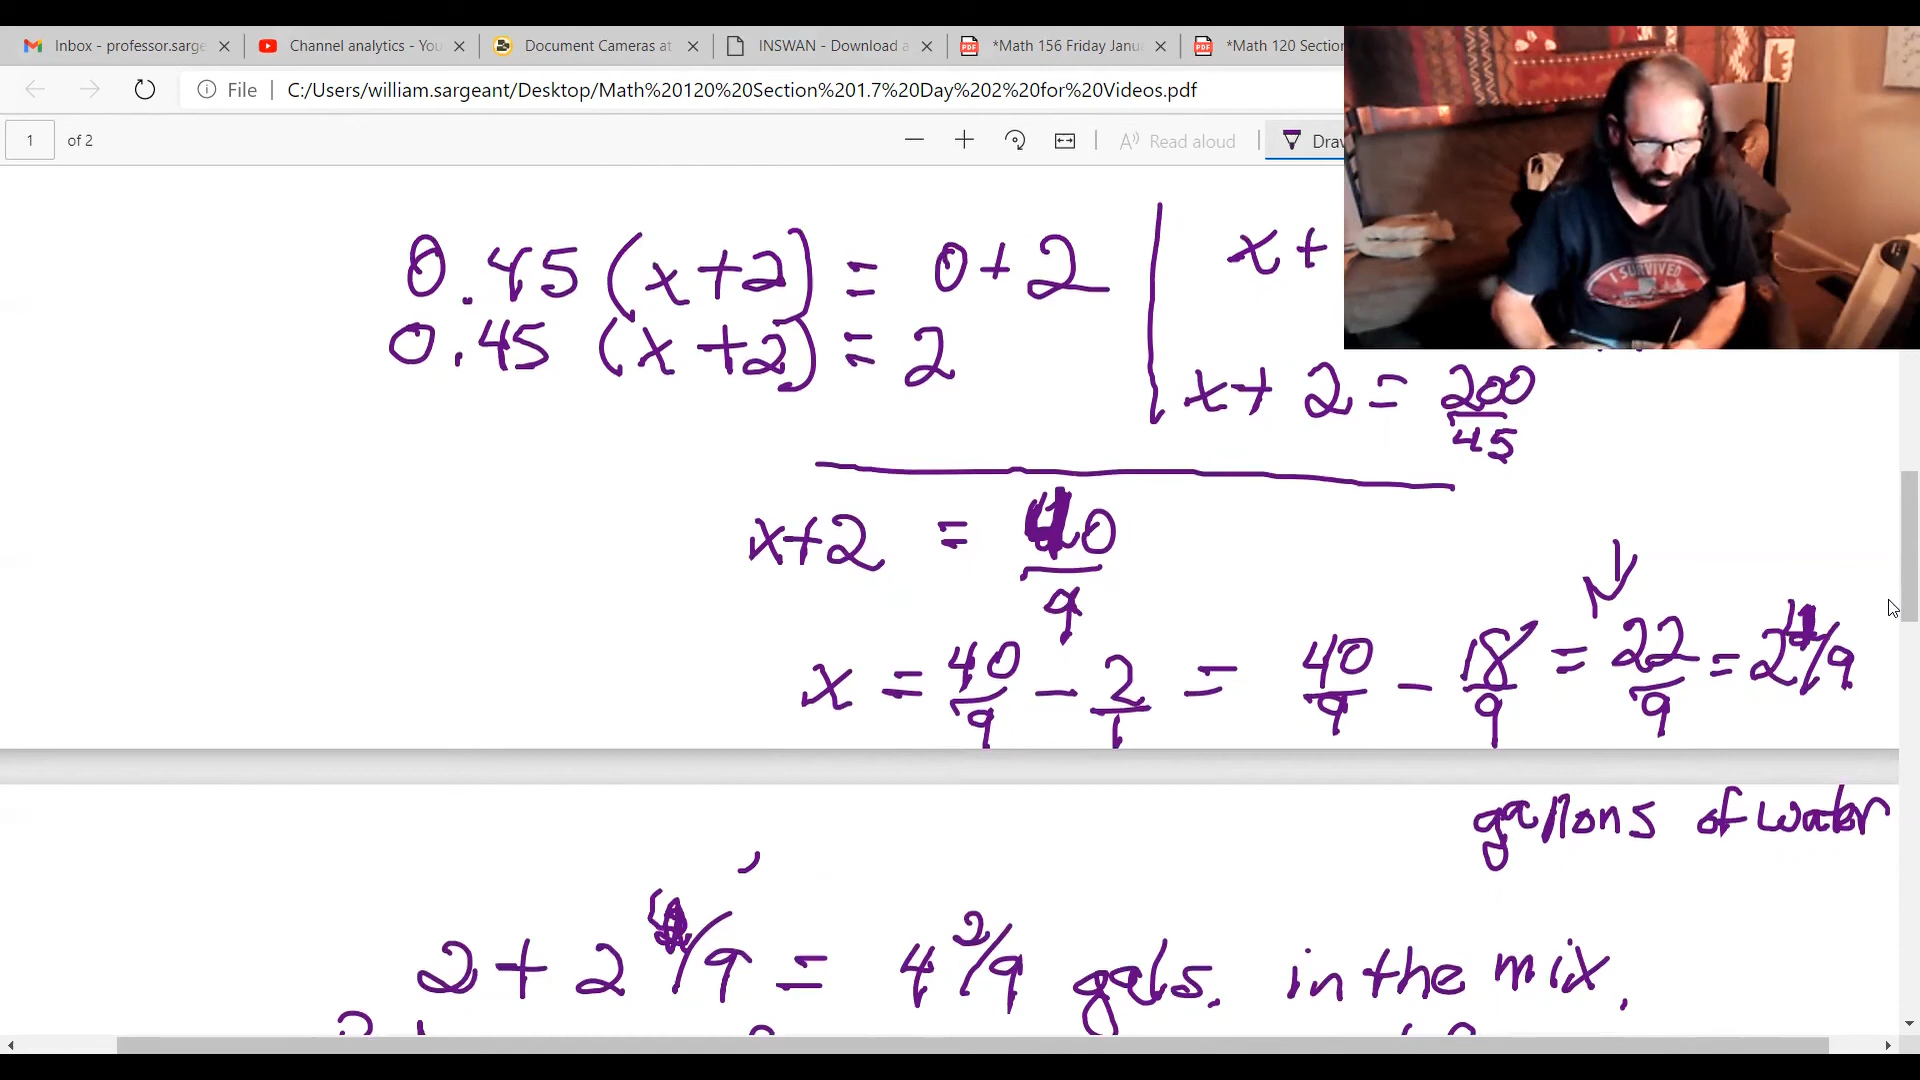 Inbox - professor.sarge
Channel analytics - You
Document Cameras at
INSWAN - Download a
*Math 156 Friday Janu
*Math 120 Section
File
C:/Users/william.sargeant/Desktop/Math%20120%20Section%201.7%20Day%202%20for%20Videos.pdf
1 of 2
Read aloud
Draw
I SURVIVED
0.45 (x+2) = 0+2
x+
0.45 (x+2) = 2
x+ 2 = 200/45
x+2 = 40/9
x = 40/9 - 2/1 = 40/9 - 18/9 = 22/9 = 2 4/9
gallons of water
2 + 2 4/9 = 4 2/9 gals. in the mix.